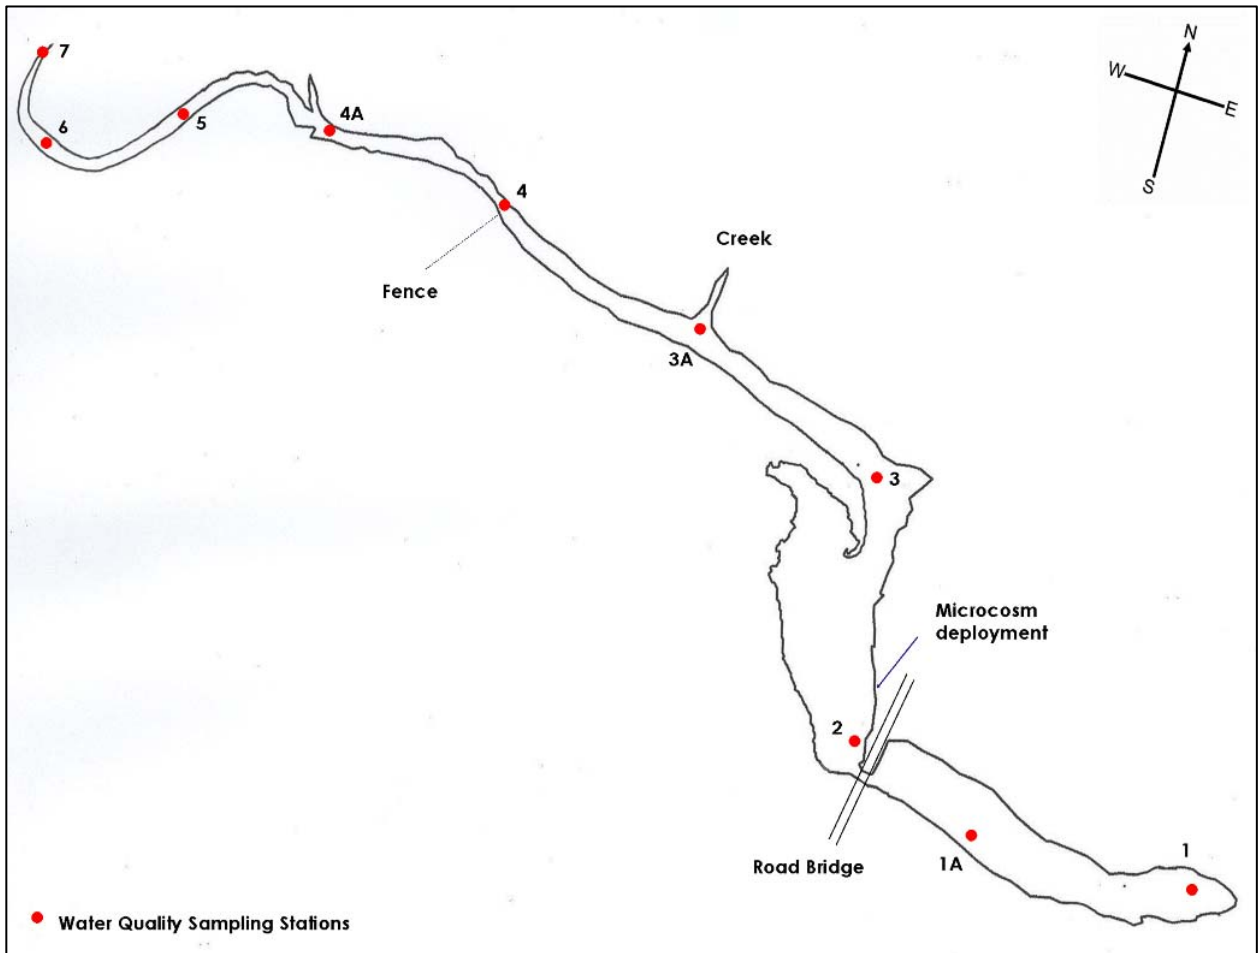 N
W
E
S
7
6
5
4A
4
Creek
Fence
3A
3
Microcosm
deployment
2
Road Bridge
1A
1
Water Quality Sampling Stations